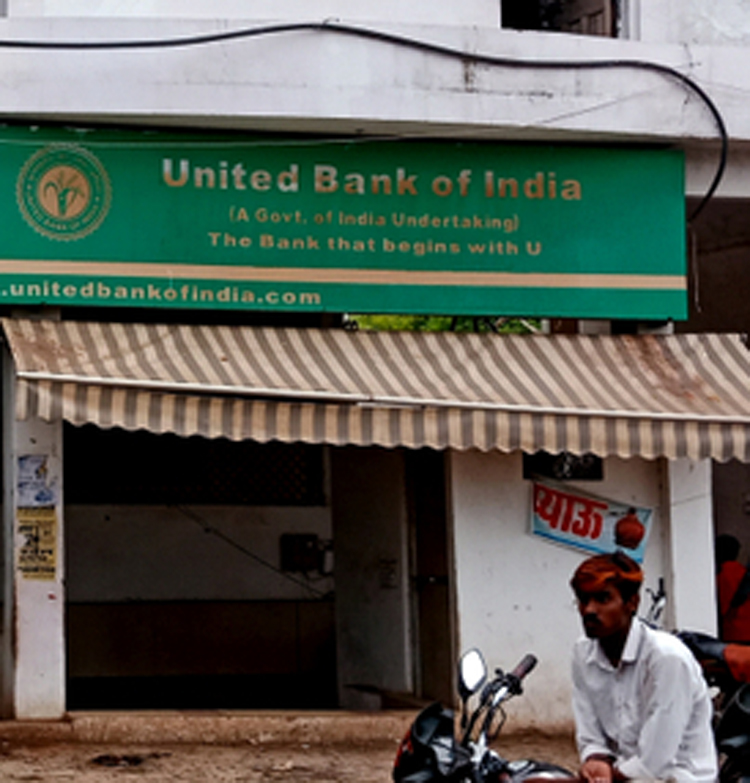 United Bank of India
(A Govt. of India Undertaking)
The Bank that begins with U
.unitedbankofindia.com
प्याऊ